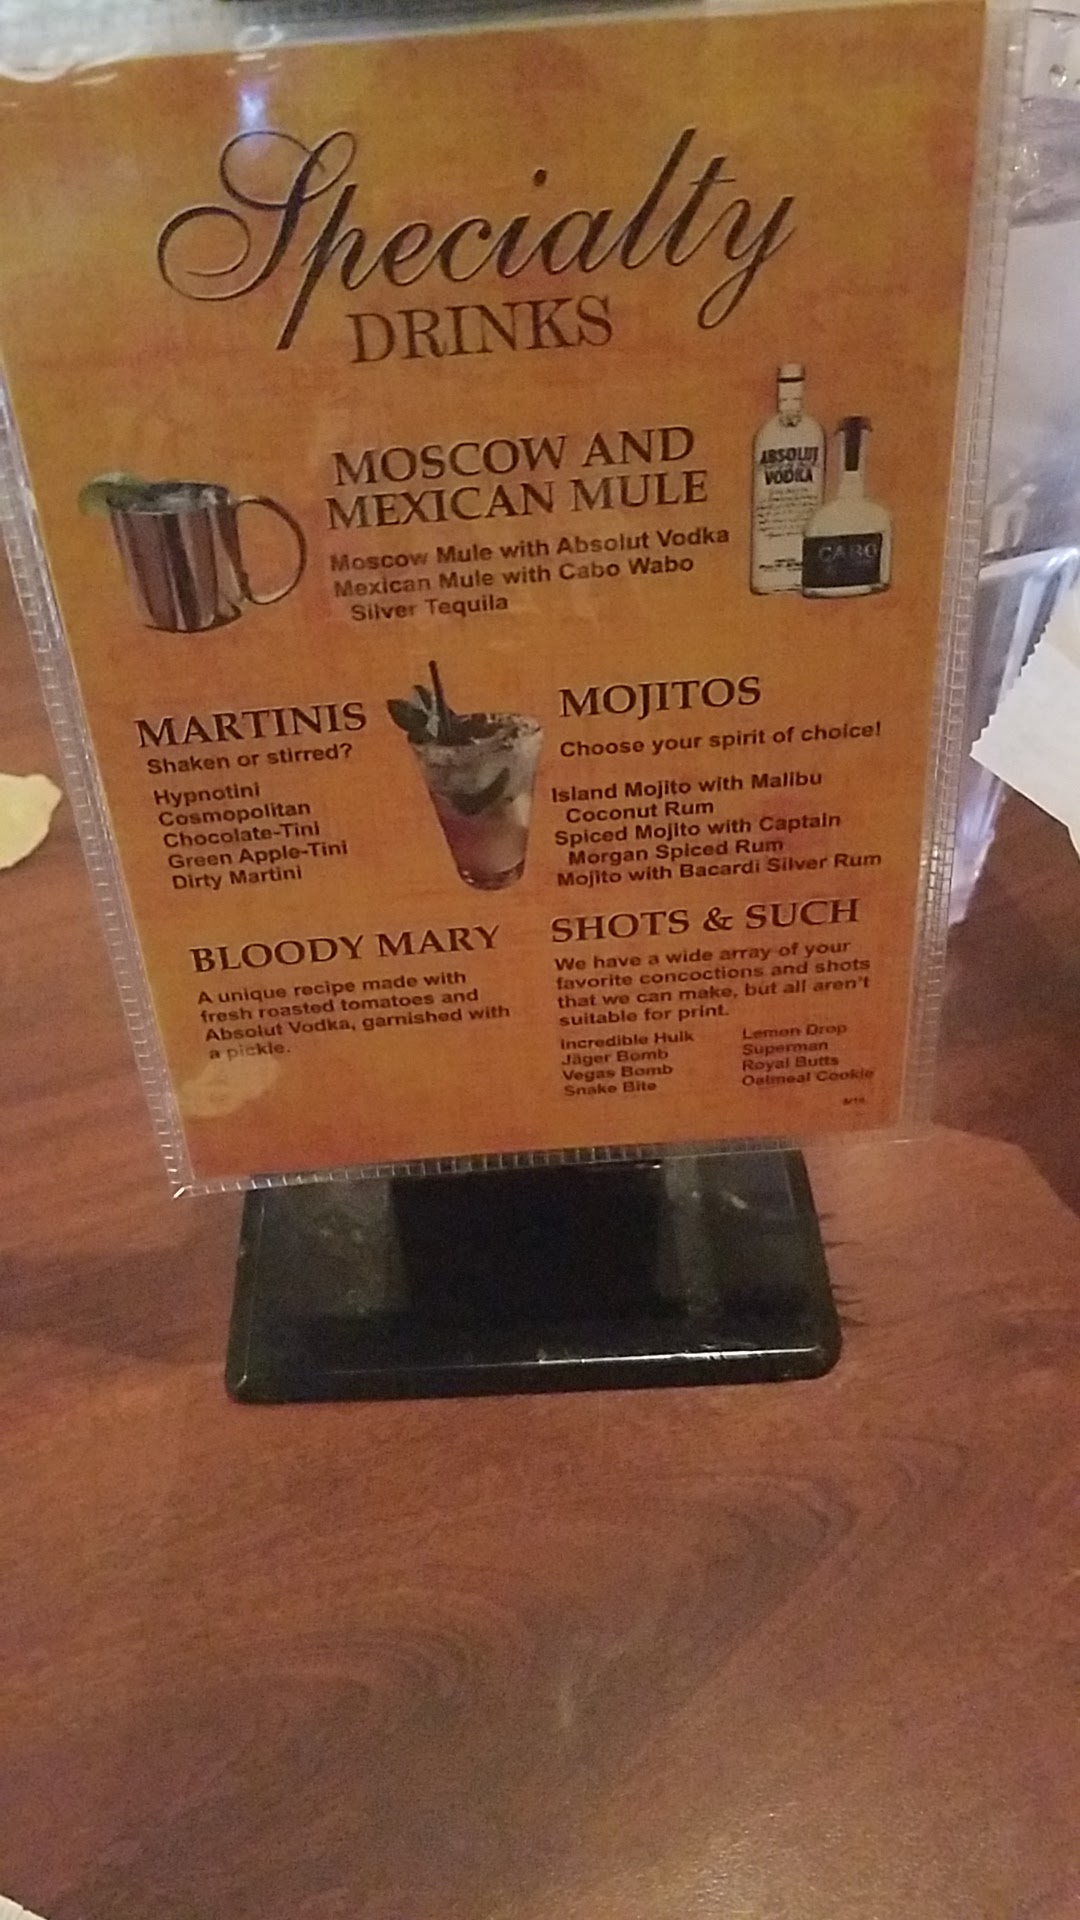 Specialty
DRINKS
MOSCOW AND
MEXICAN MULE
Moscow Mule with Absolut Vodka
Mexican Mule with Cabo Wabo
Silver Tequila
ABSOLUT
VODKA
CABO
MARTINIS
Shaken or stirred?
Hypnotini
Cosmopolitan
Chocolate-Tini
Green Apple-Tini
Dirty Martini
MOJITOS
Choose your spirit of choice!
Island Mojito with Malibu
Coconut Rum
Spiced Mojito with Captain
Morgan Spiced Rum
Mojito with Bacardi Silver Rum
BLOODY MARY
A unique recipe made with
fresh roasted tomatoes and
Absolut Vodka, garnished with
a pickle.
SHOTS & SUCH
We have a wide array of your
favorite concoctions and shots
that we can make, but all aren't
suitable for print.
Incredible Hulk
Jäger Bomb
Vegas Bomb
Snake Bite
Lemon Drop
Superman
Royal Butts
Oatmeal Cookie